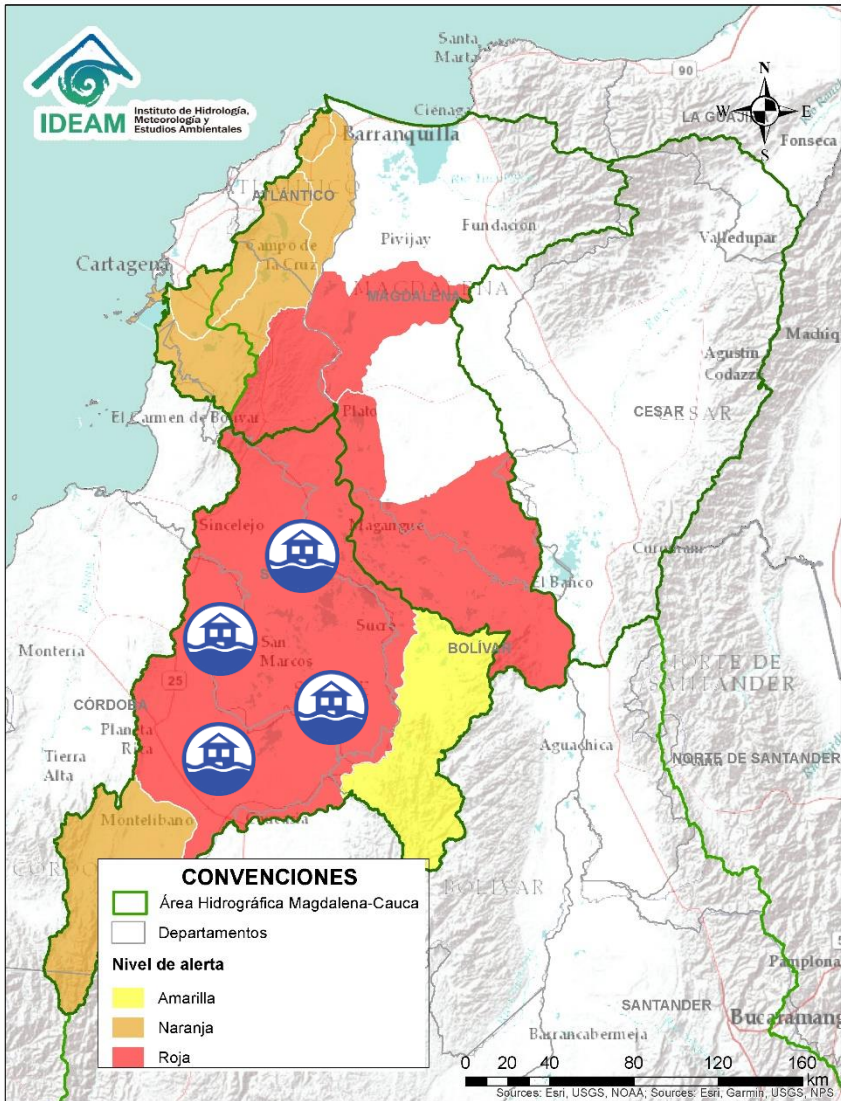 IDEAM
Instituto de Hidrología,
Meteorología y
Estudios Ambientales
Santa
Marta
90
N
W
E
S
LA GUAJI
Ciénaga
Barranquilla
Fonseca
ATLÁNTICO
Fundación
Pivijay
Valledupar
Campo de
la Cruz
Cartagena
MAGDALENA
Machiq
Agustín
Codazzi
El Carmen de Bolívar
Plato
CESAR
Sincelejo
Magangué
Curumaní
El Banco
Sucre
Montería
San
Marcos
BOLÍVAR
NORTE DE
SANTANDER
25
CÓRDOBA
Planeta
Rica
Aguachica
Tierra
Alta
NORTE DE SANTANDER
Montelíbano
BOLÍVAR
CONVENCIONES
Área Hidrográfica Magdalena-Cauca
Departamentos
Nivel de alerta
Amarilla
Naranja
Roja
Pamplona
SANTANDER
Bucaramang
Barrancabermeja
0 20 40 80 120 160
km
Sources: Esri, USGS, NOAA; Sources: Esri, Garmin, USGS, NPS